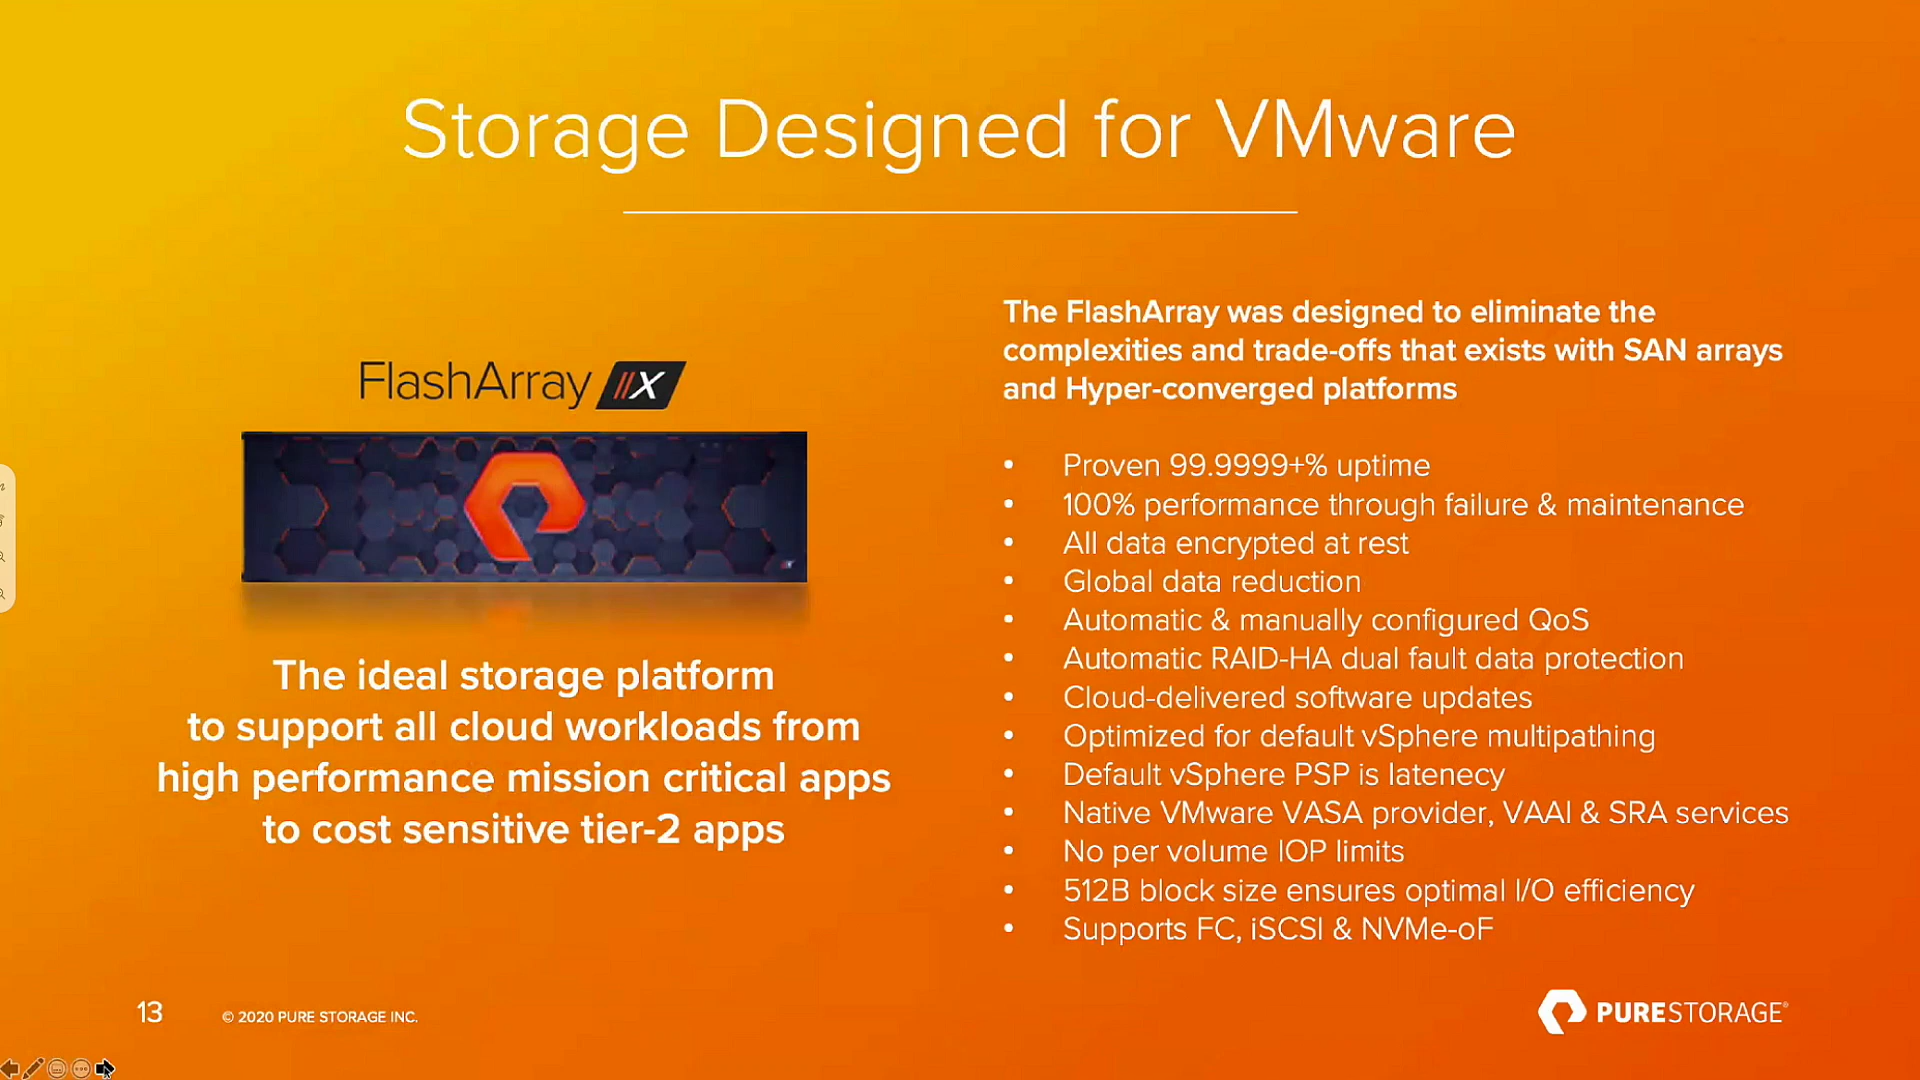 Storage Designed for VMware
FlashArray //X
The ideal storage platform
to support all cloud workloads from
high performance mission critical apps
to cost sensitive tier-2 apps
The FlashArray was designed to eliminate the
complexities and trade-offs that exists with SAN arrays
and Hyper-converged platforms
• Proven 99.9999+% uptime
• 100% performance through failure & maintenance
• All data encrypted at rest
• Global data reduction
• Automatic & manually configured QoS
• Automatic RAID-HA dual fault data protection
• Cloud-delivered software updates
• Optimized for default vSphere multipathing
• Default vSphere PSP is latenecy
• Native VMware VASA provider, VAAI & SRA services
• No per volume IOP limits
• 512B block size ensures optimal I/O efficiency
• Supports FC, iSCSI & NVMe-oF
13
© 2020 PURE STORAGE INC.
PURESTORAGE®